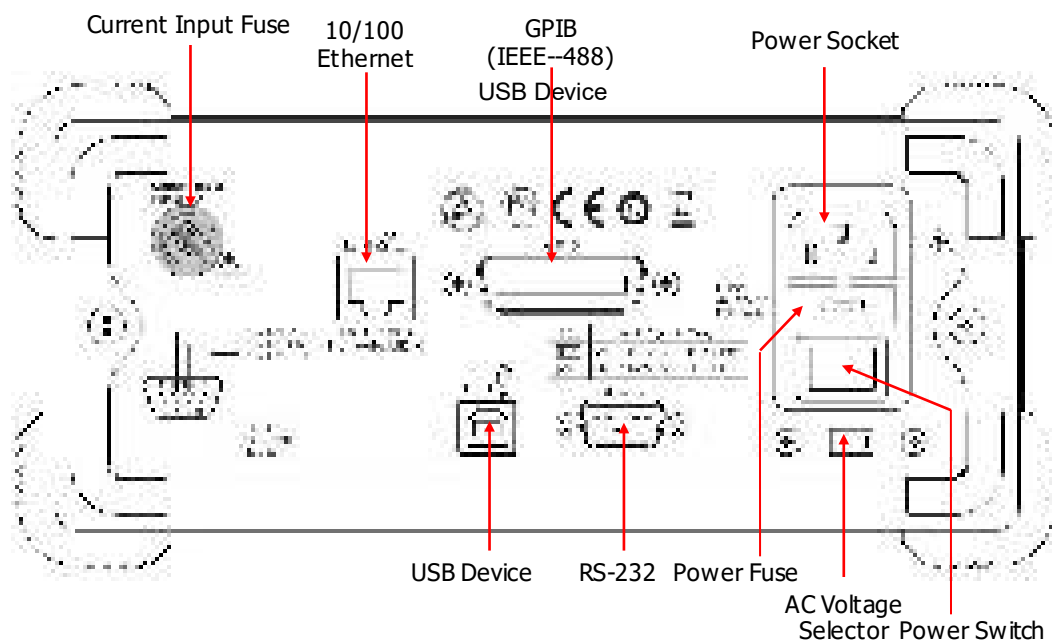 Current Input Fuse
10/100
Ethernet
GPIB
(IEEE--488)
USB Device
Power Socket
USB Device
RS-232
Power Fuse
AC Voltage
Selector
Power Switch